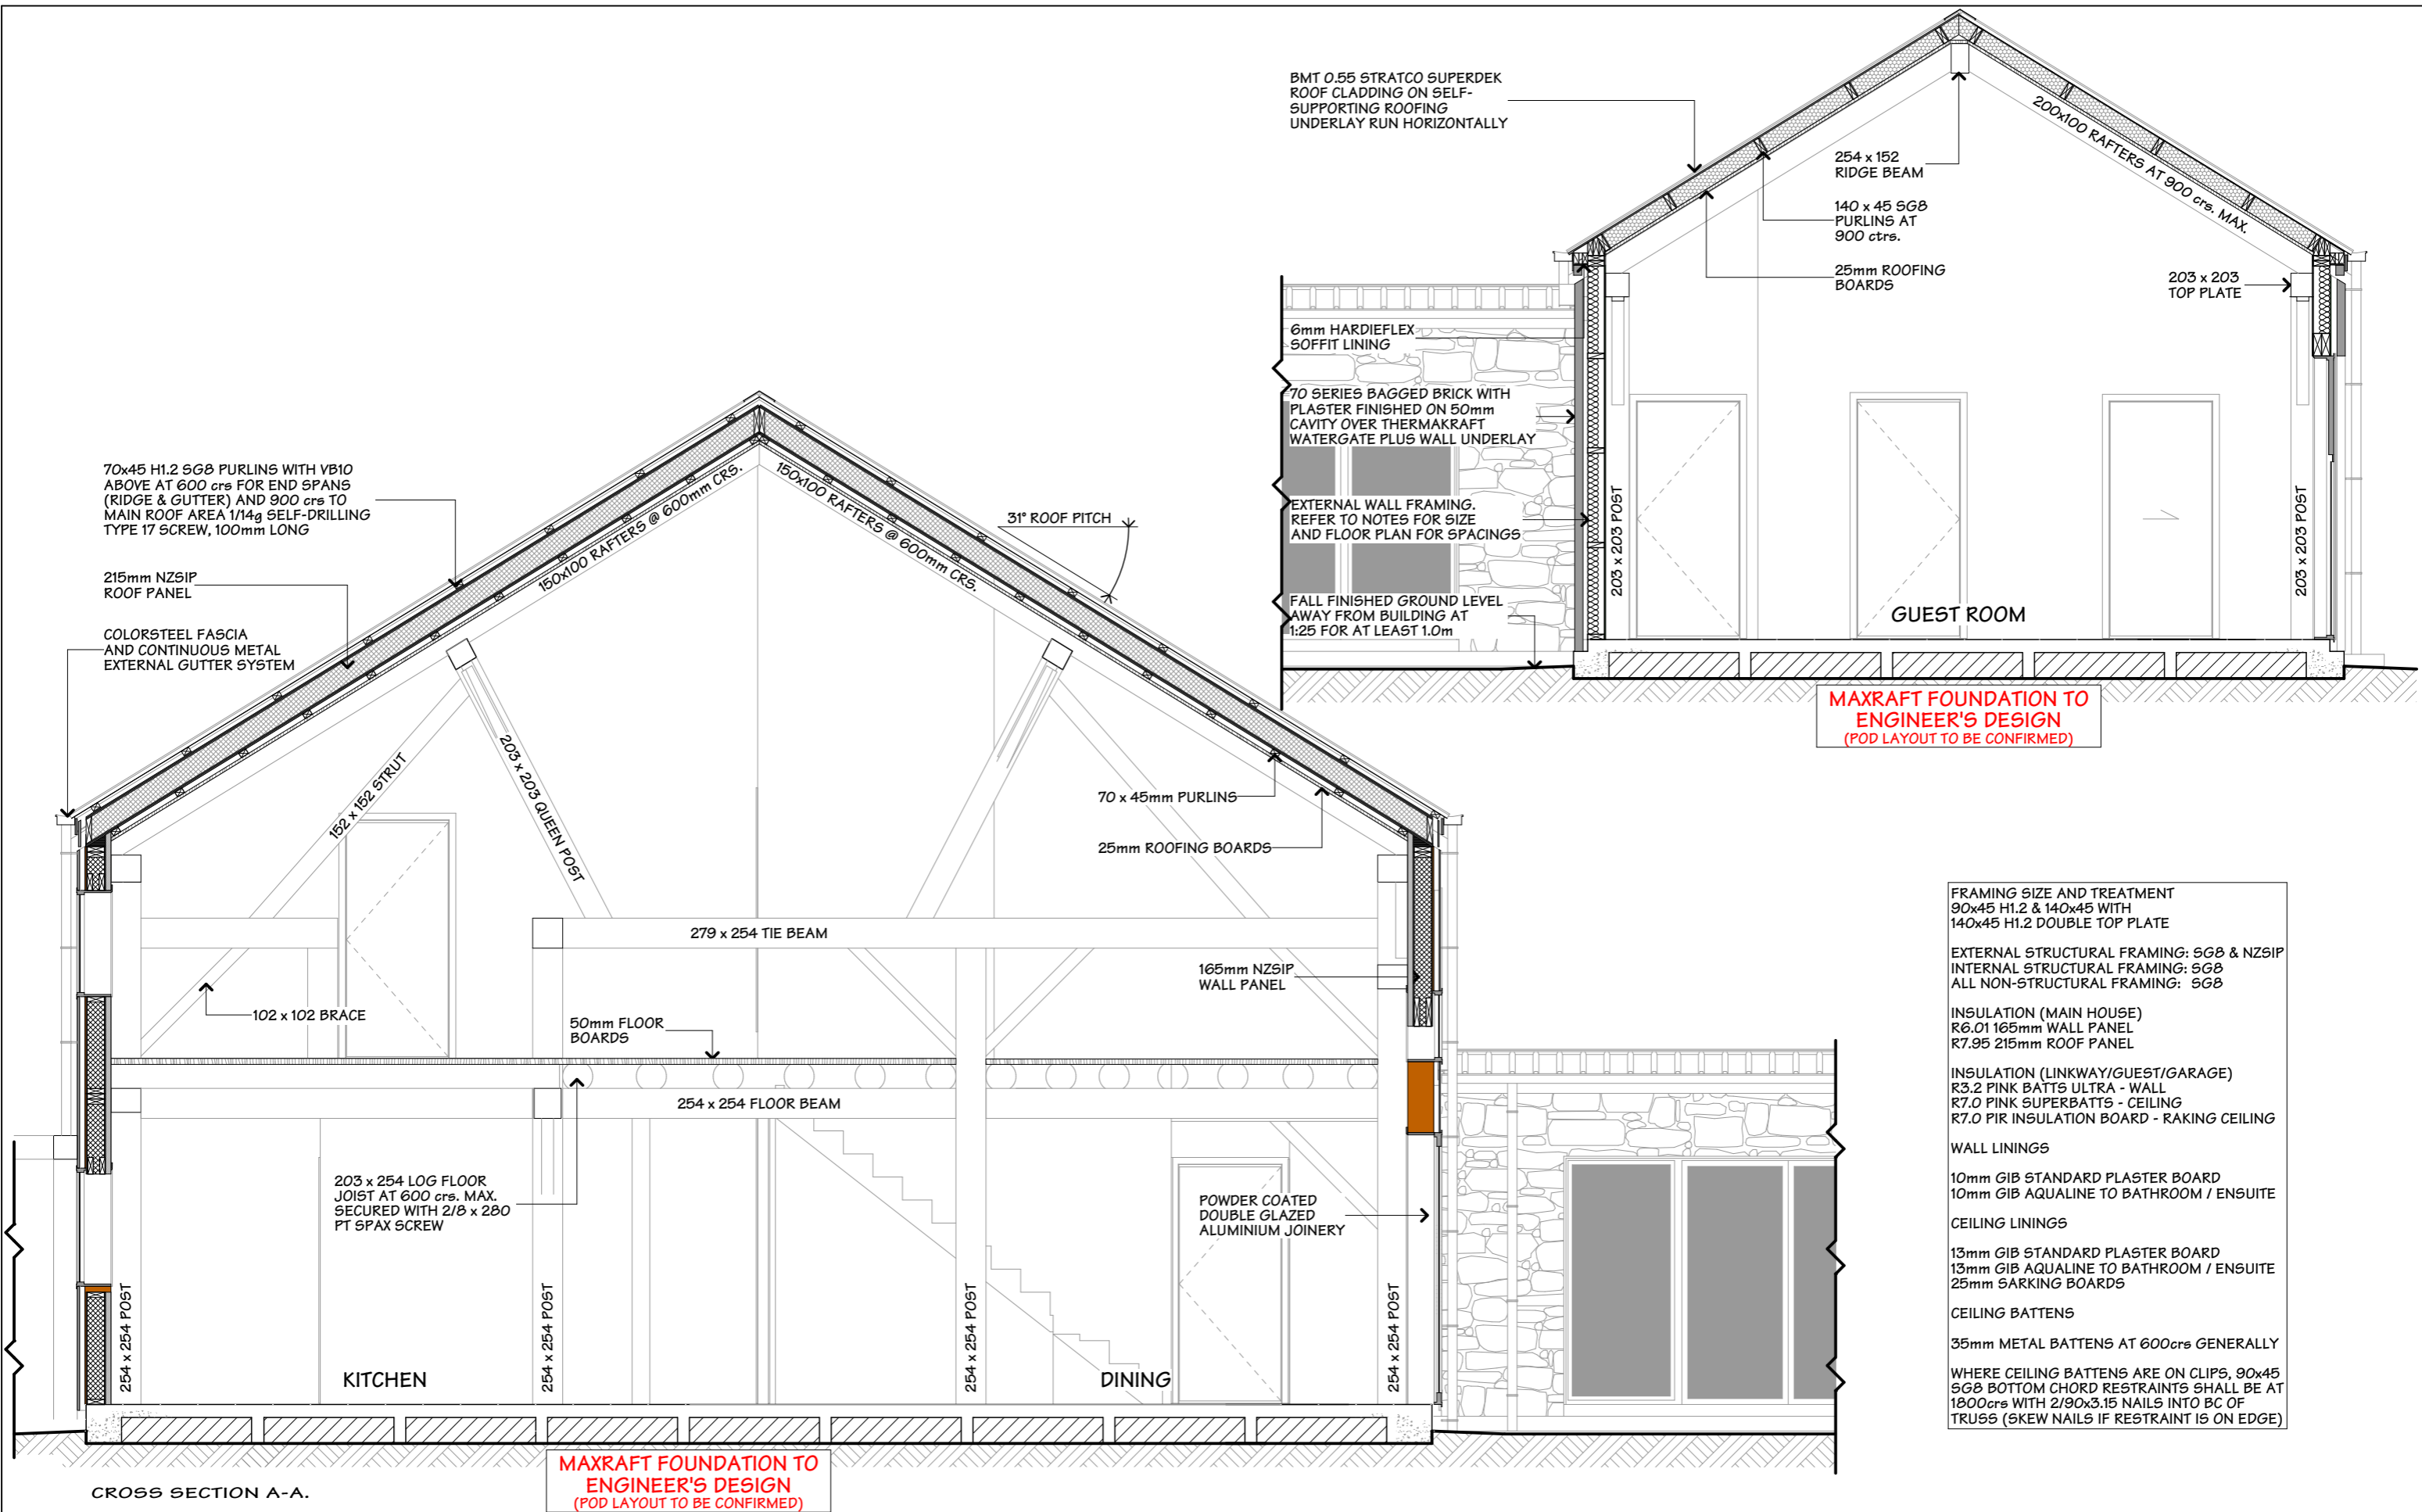 BMT 0.55 STRATCO SUPERDEK
ROOF CLADDING ON SELF-
SUPPORTING ROOFING
UNDERLAY RUN HORIZONTALLY
200x100 RAFTERS AT 900 crs. MAX.
254 x 152
RIDGE BEAM
140 x 45 SG8
PURLINS AT
900 ctrs.
25mm ROOFING
BOARDS
203 x 203
TOP PLATE
6mm HARDIEFLEX
SOFFIT LINING
70 SERIES BAGGED BRICK WITH
PLASTER FINISHED ON 50mm
CAVITY OVER THERMAKRAFT
WATERGATE PLUS WALL UNDERLAY
EXTERNAL WALL FRAMING.
REFER TO NOTES FOR SIZE
AND FLOOR PLAN FOR SPACINGS
FALL FINISHED GROUND LEVEL
AWAY FROM BUILDING AT
1:25 FOR AT LEAST 1.0m
203 x 203 POST
203 x 203 POST
GUEST ROOM
MAXRAFT FOUNDATION TO
ENGINEER'S DESIGN
(POD LAYOUT TO BE CONFIRMED)
70x45 H1.2 SG8 PURLINS WITH VB10
ABOVE AT 600 crs FOR END SPANS
(RIDGE & GUTTER) AND 900 crs TO
MAIN ROOF AREA 1/14g SELF-DRILLING
TYPE 17 SCREW, 100mm LONG
215mm NZSIP
ROOF PANEL
COLORSTEEL FASCIA
AND CONTINUOUS METAL
EXTERNAL GUTTER SYSTEM
150x100 RAFTERS @ 600mm CRS.
150x100 RAFTERS @ 600mm CRS.
31° ROOF PITCH
152 x 152 STRUT
203 x 203 QUEEN POST
70 x 45mm PURLINS
25mm ROOFING BOARDS
279 x 254 TIE BEAM
165mm NZSIP
WALL PANEL
102 x 102 BRACE
50mm FLOOR
BOARDS
254 x 254 FLOOR BEAM
203 x 254 LOG FLOOR
JOIST AT 600 crs. MAX.
SECURED WITH 2/8 x 280
PT SPAX SCREW
POWDER COATED
DOUBLE GLAZED
ALUMINIUM JOINERY
254 x 254 POST
254 x 254 POST
254 x 254 POST
254 x 254 POST
KITCHEN
DINING
MAXRAFT FOUNDATION TO
ENGINEER'S DESIGN
(POD LAYOUT TO BE CONFIRMED)
CROSS SECTION A-A.
FRAMING SIZE AND TREATMENT
90x45 H1.2 & 140x45 WITH
140x45 H1.2 DOUBLE TOP PLATE
EXTERNAL STRUCTURAL FRAMING: SG8 & NZSIP
INTERNAL STRUCTURAL FRAMING: SG8
ALL NON-STRUCTURAL FRAMING: SG8
INSULATION (MAIN HOUSE)
R6.01 165mm WALL PANEL
R7.95 215mm ROOF PANEL
INSULATION (LINKWAY/GUEST/GARAGE)
R3.2 PINK BATTS ULTRA - WALL
R7.0 PINK SUPERBATTS - CEILING
R7.0 PIR INSULATION BOARD - RAKING CEILING
WALL LININGS
10mm GIB STANDARD PLASTER BOARD
10mm GIB AQUALINE TO BATHROOM / ENSUITE
CEILING LININGS
13mm GIB STANDARD PLASTER BOARD
13mm GIB AQUALINE TO BATHROOM / ENSUITE
25mm SARKING BOARDS
CEILING BATTENS
35mm METAL BATTENS AT 600crs GENERALLY
WHERE CEILING BATTENS ARE ON CLIPS, 90x45
SG8 BOTTOM CHORD RESTRAINTS SHALL BE AT
1800crs WITH 2/90x3.15 NAILS INTO BC OF
TRUSS (SKEW NAILS IF RESTRAINT IS ON EDGE)